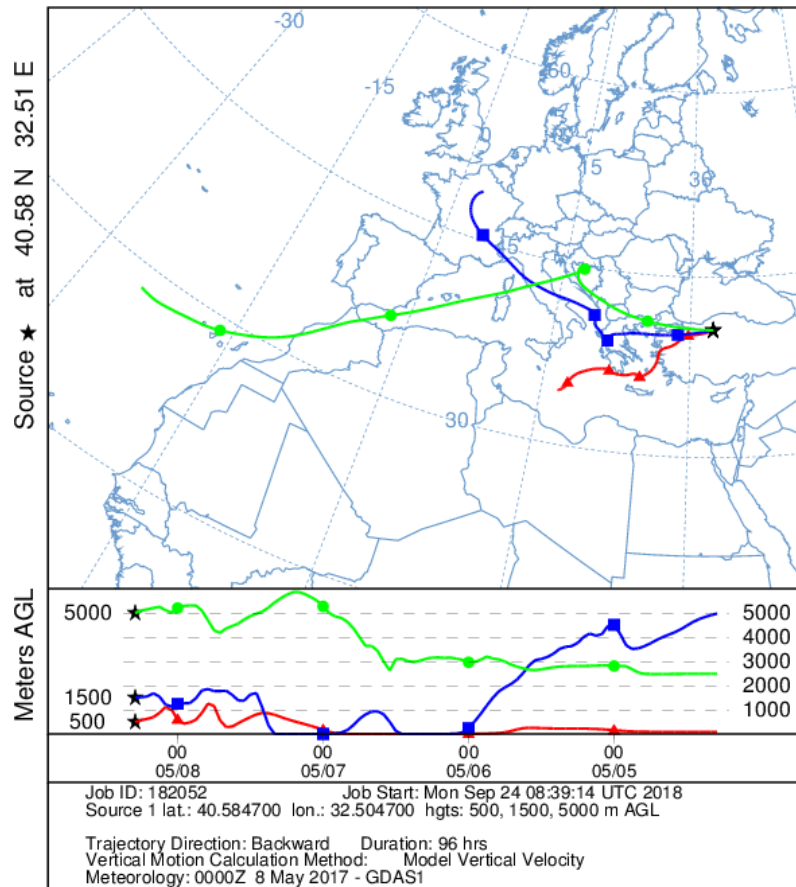 -30
-15
60
15
30
15
30
Source ★ at 40.58 N 32.51 E
Meters AGL
5000 5000
4000
3000
2000
1500
1000
500
00 00 00 00
05/08 05/07 05/06 05/05
Job ID: 182052 Job Start: Mon Sep 24 08:39:14 UTC 2018
Source 1 lat.: 40.584700 lon.: 32.504700 hgts: 500, 1500, 5000 m AGL
Trajectory Direction: Backward Duration: 96 hrs
Vertical Motion Calculation Method: Model Vertical Velocity
Meteorology: 0000Z 8 May 2017 - GDAS1